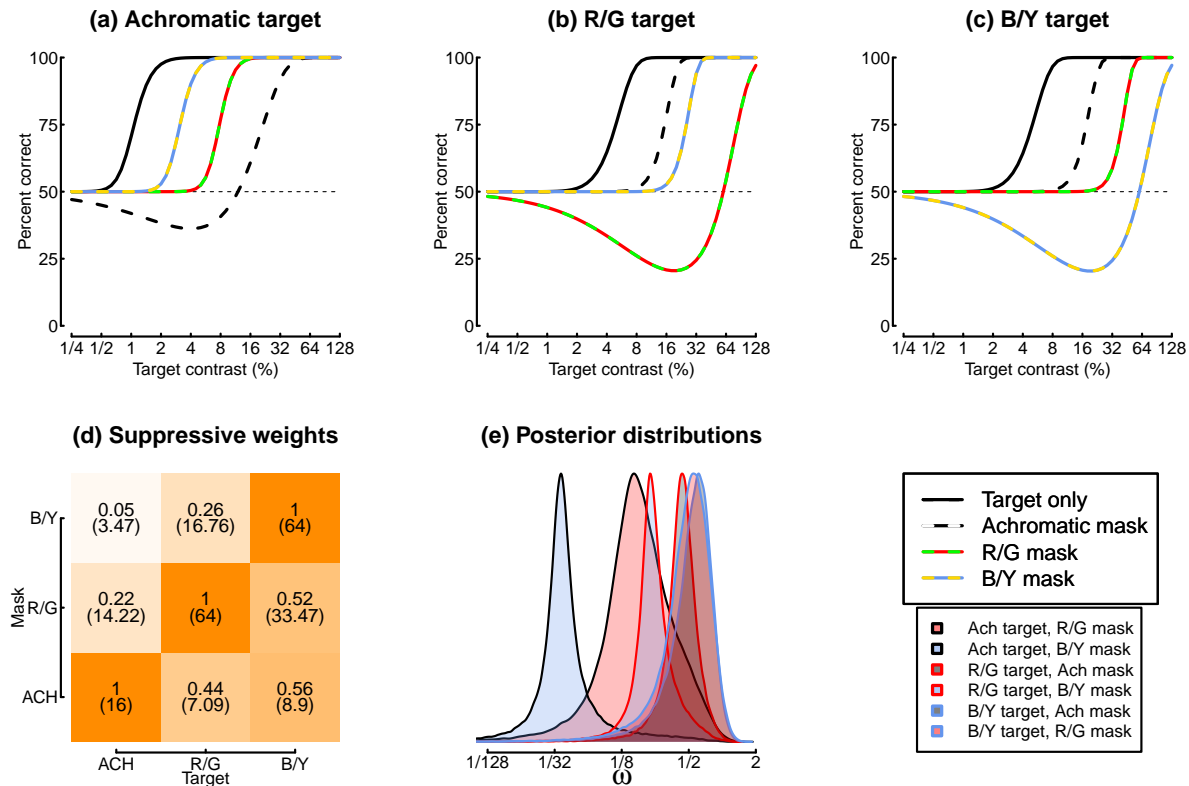 (a) Achromatic target
(b) R/G target
(c) B/Y target
Percent correct
100
75
50
25
0
1/4 1/2 1 2 4 8 16 32 64 128
Target contrast (%)
Percent correct
100
75
50
25
0
1/4 1/2 1 2 4 8 16 32 64 128
Target contrast (%)
Percent correct
100
75
50
25
0
1/4 1/2 1 2 4 8 16 32 64 128
Target contrast (%)
(d) Suppressive weights
Mask
B/Y
R/G
ACH
0.05
(3.47)
0.26
(16.76)
1
(64)
0.22
(14.22)
1
(64)
0.52
(33.47)
1
(16)
0.44
(7.09)
0.56
(8.9)
ACH R/G B/Y
Target
(e) Posterior distributions
1/128 1/32 1/8 1/2 2
ω
Target only
Achromatic mask
R/G mask
B/Y mask
Ach target, R/G mask
Ach target, B/Y mask
R/G target, Ach mask
R/G target, B/Y mask
B/Y target, Ach mask
B/Y target, R/G mask